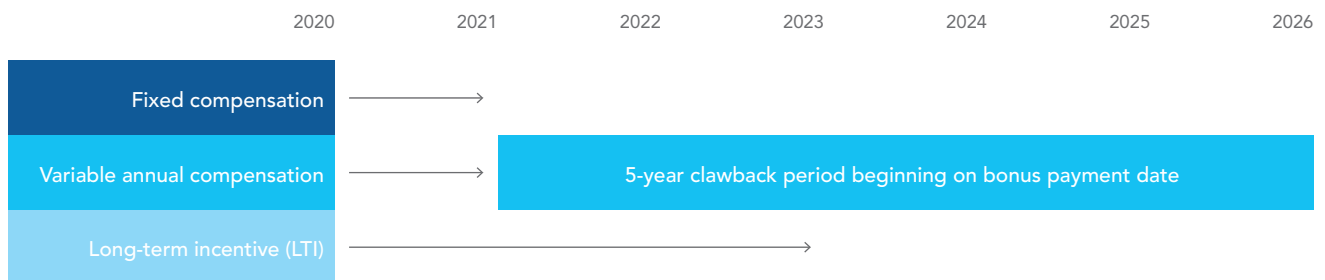 2020 2021 2022 2023 2024 2025 2026
Fixed compensation
Variable annual compensation 5-year clawback period beginning on bonus payment date
Long-term incentive (LTI)